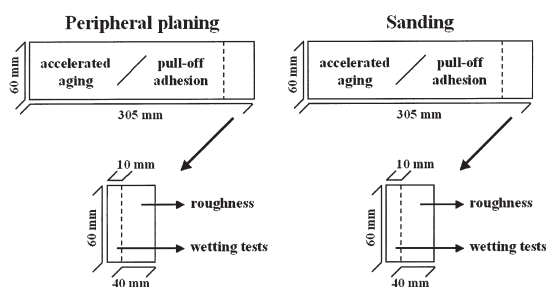 Peripheral planing
60 mm
accelerated
aging
pull-off
adhesion
305 mm
10 mm
60 mm
roughness
wetting tests
40 mm
Sanding
60 mm
accelerated
aging
pull-off
adhesion
305 mm
10 mm
60 mm
roughness
wetting tests
40 mm